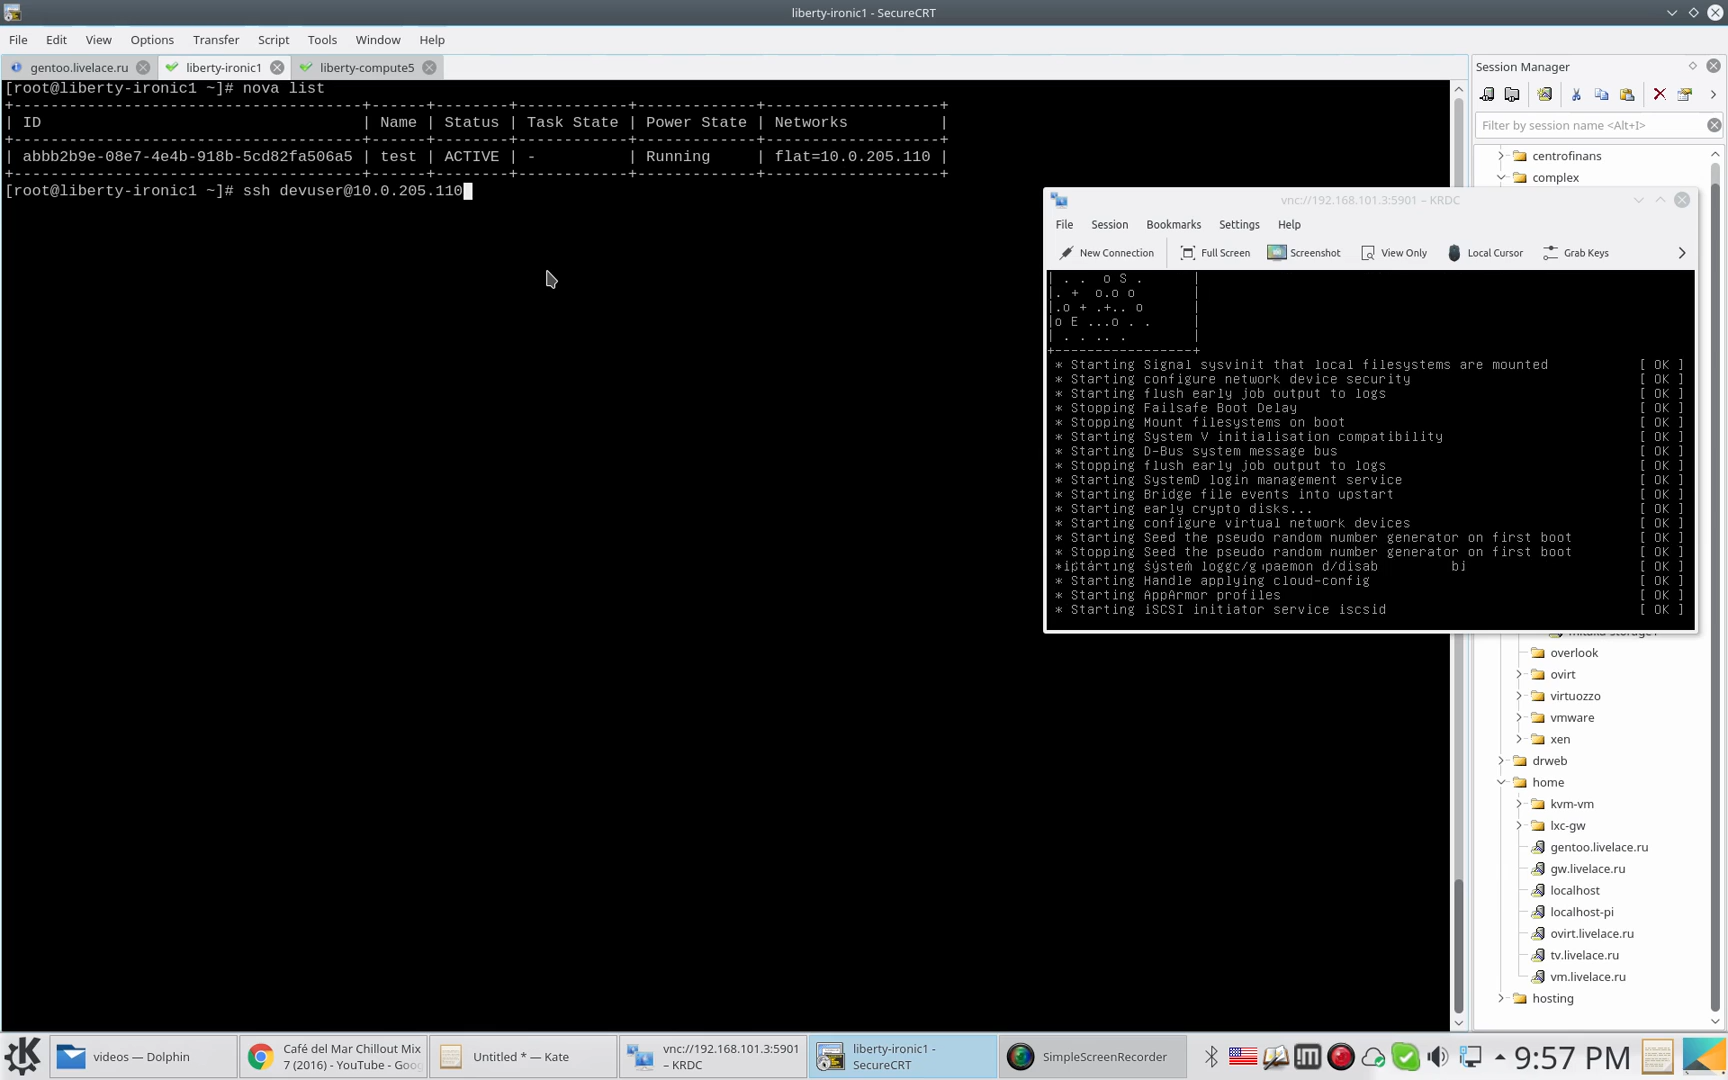 liberty-ironic1 - SecureCRT
File Edit View Options Transfer Script Tools Window Help
gentoo.livelace.ru liberty-ironic1 liberty-compute5
[root@liberty-ironic1 ~]# nova list
+--------------------------------------+------+--------+------------+-------------+-----------------+
| ID | Name | Status | Task State | Power State | Networks |
+--------------------------------------+------+--------+------------+-------------+-----------------+
| abbb2b9e-08e7-4e4b-918b-5cd82fa506a5 | test | ACTIVE | - | Running | flat=10.0.205.110 |
+--------------------------------------+------+--------+------------+-------------+-----------------+
[root@liberty-ironic1 ~]# ssh devuser@10.0.205.110
vnc://192.168.101.3:5901 – KRDC
File Session Bookmarks Settings Help
New Connection Full Screen Screenshot View Only Local Cursor Grab Keys
| . . o S . |
|. + o.o o |
|.o + .+.. o |
|o E ...o . . |
| . . .. . |
+-----------------+
* Starting Signal sysvinit that local filesystems are mounted [ OK ]
* Starting configure network device security [ OK ]
* Starting flush early job output to logs [ OK ]
* Stopping Failsafe Boot Delay [ OK ]
* Stopping Mount filesystems on boot [ OK ]
* Starting System V initialisation compatibility [ OK ]
* Starting D-Bus system message bus [ OK ]
* Stopping flush early job output to logs [ OK ]
* Starting SystemD login management service [ OK ]
* Starting Bridge file events into upstart [ OK ]
* Starting early crypto disks... [ OK ]
* Starting configure virtual network devices [ OK ]
* Starting Seed the pseudo random number generator on first boot [ OK ]
* Stopping Seed the pseudo random number generator on first boot [ OK ]
[ OK ]
* Starting Handle applying cloud-config [ OK ]
* Starting AppArmor profiles [ OK ]
* Starting iSCSI initiator service iscsid [ OK ]
Session Manager
Filter by session name <Alt+I>
centrofinans
complex
overlook
ovirt
virtuozzo
vmware
xen
drweb
home
kvm-vm
lxc-gw
gentoo.livelace.ru
gw.livelace.ru
localhost
localhost-pi
ovirt.livelace.ru
tv.livelace.ru
vm.livelace.ru
hosting
videos — Dolphin
Café del Mar Chillout Mix
7 (2016) - YouTube - Goo
Untitled * — Kate
vnc://192.168.101.3:5901
– KRDC
liberty-ironic1 -
SecureCRT
SimpleScreenRecorder
9:57 PM